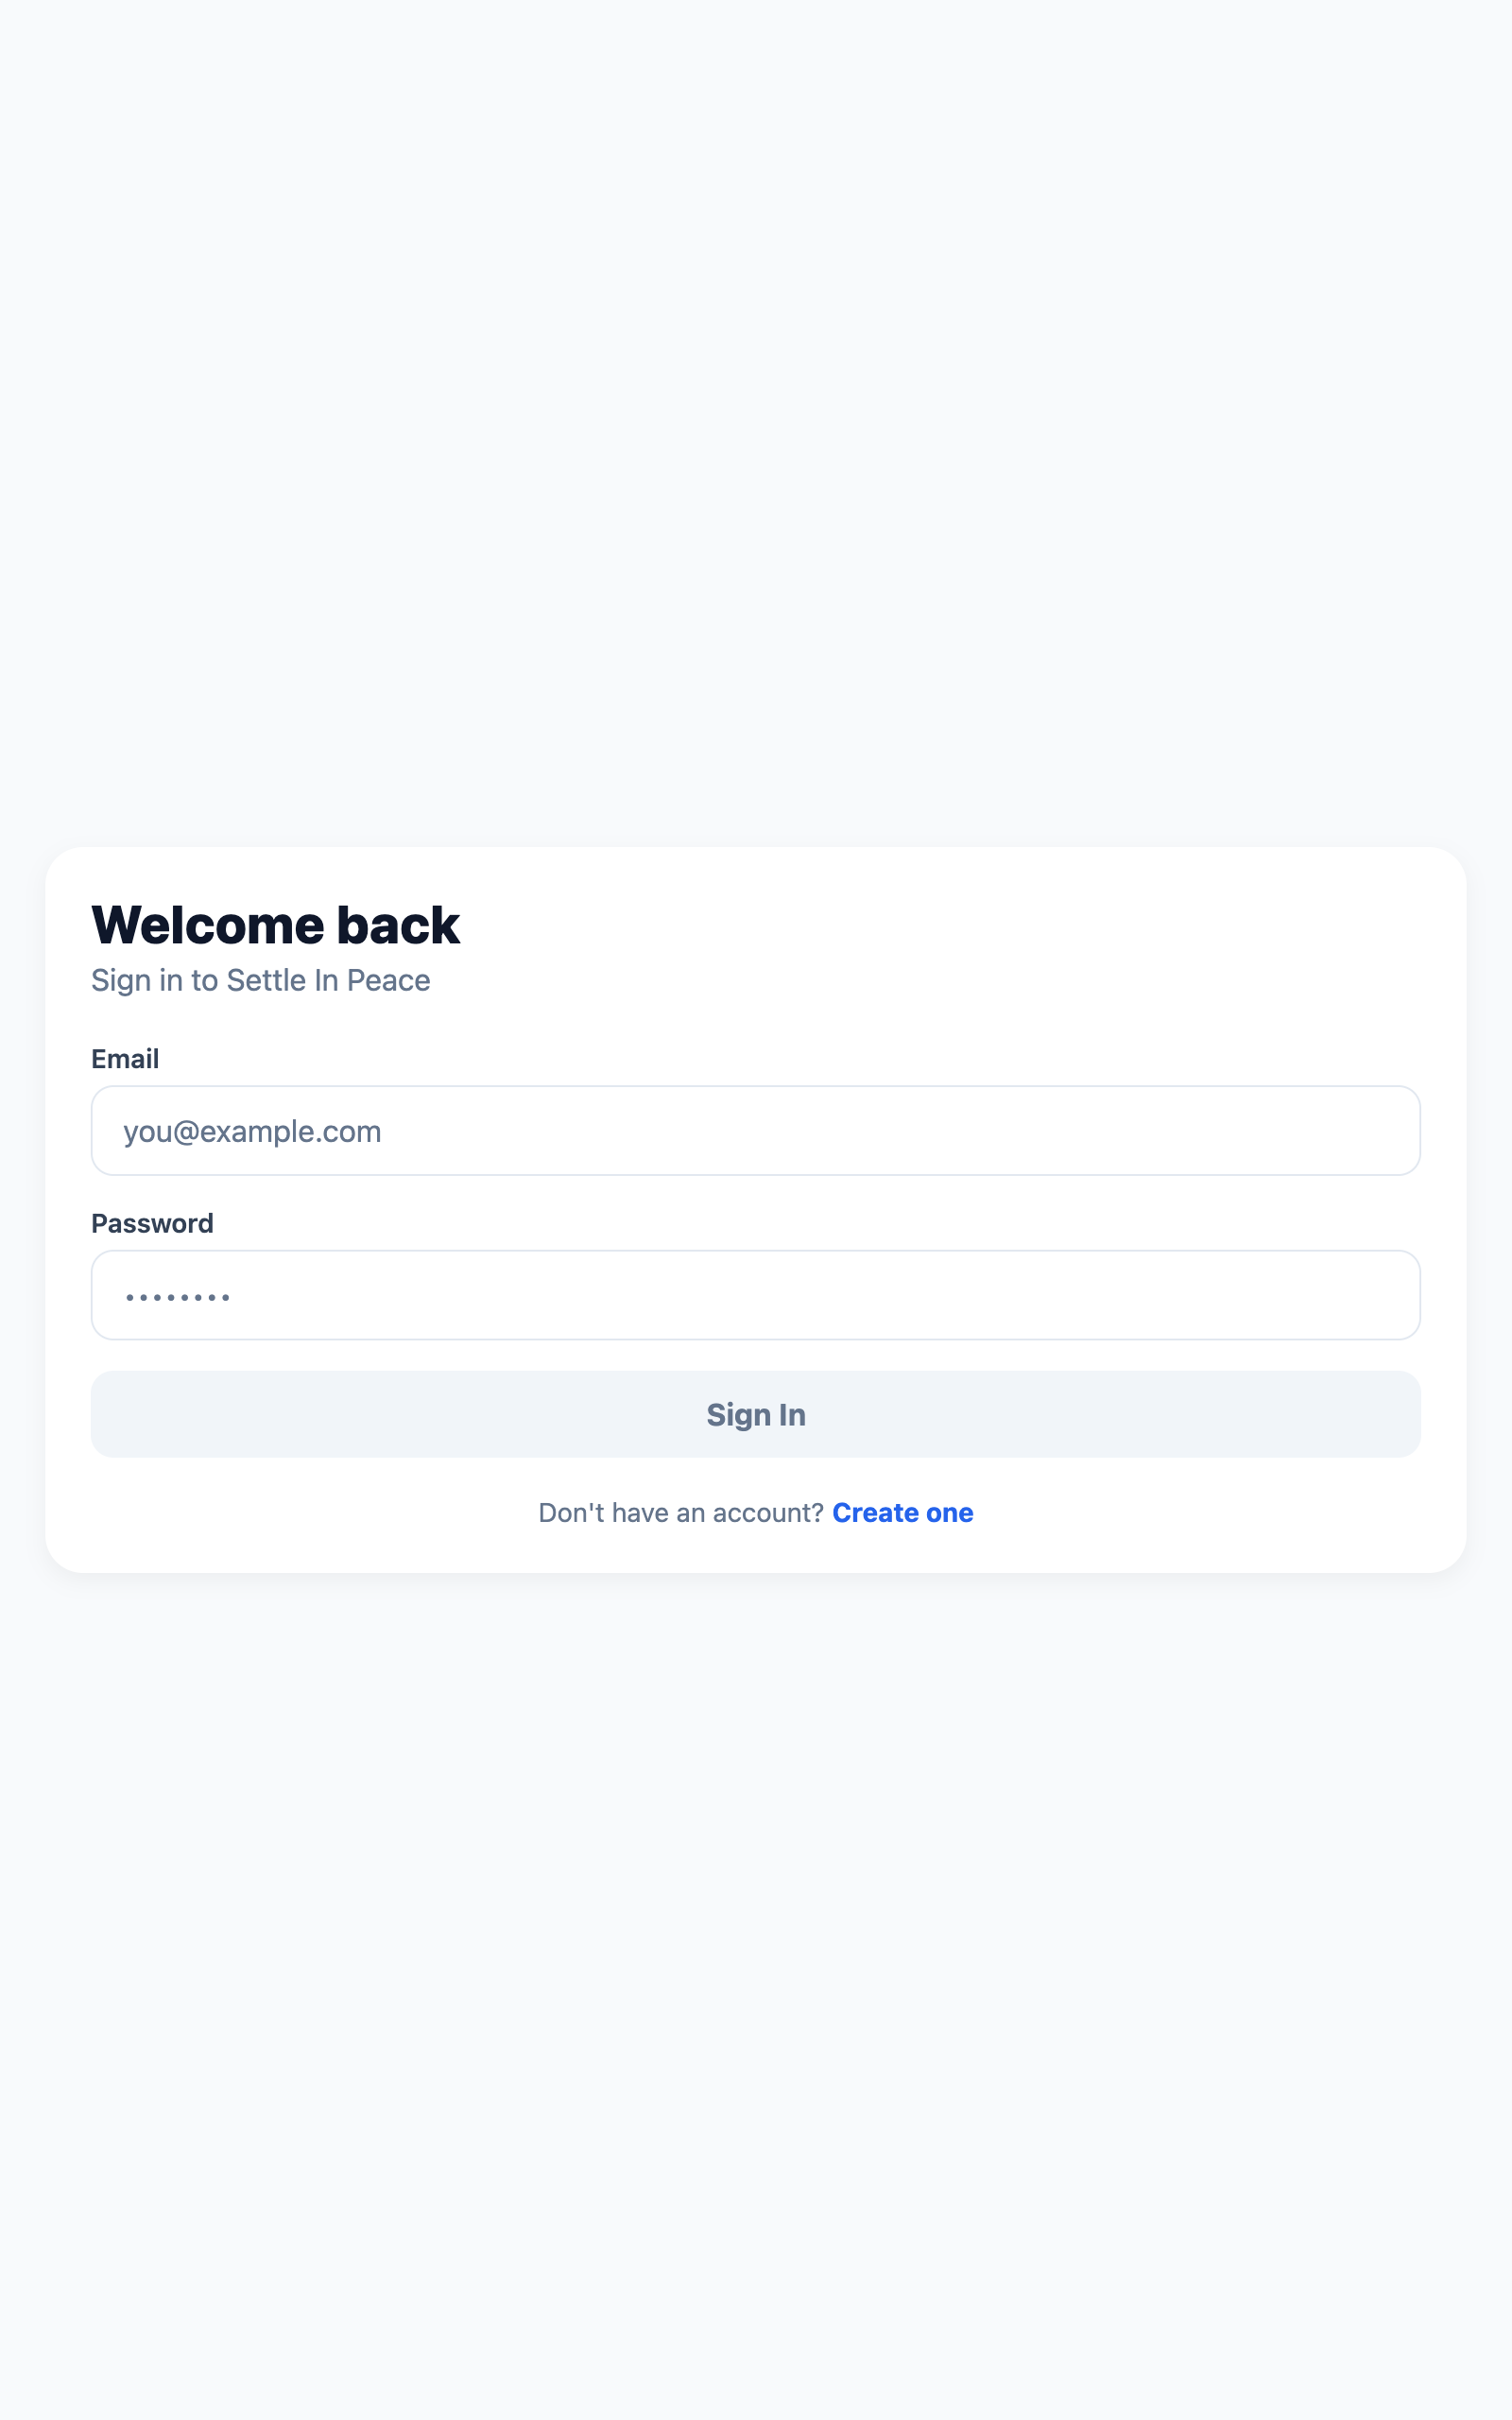 Welcome back
Sign in to Settle In Peace
Email
you@example.com
Password
••••••••
Sign In
Don't have an account? Create one